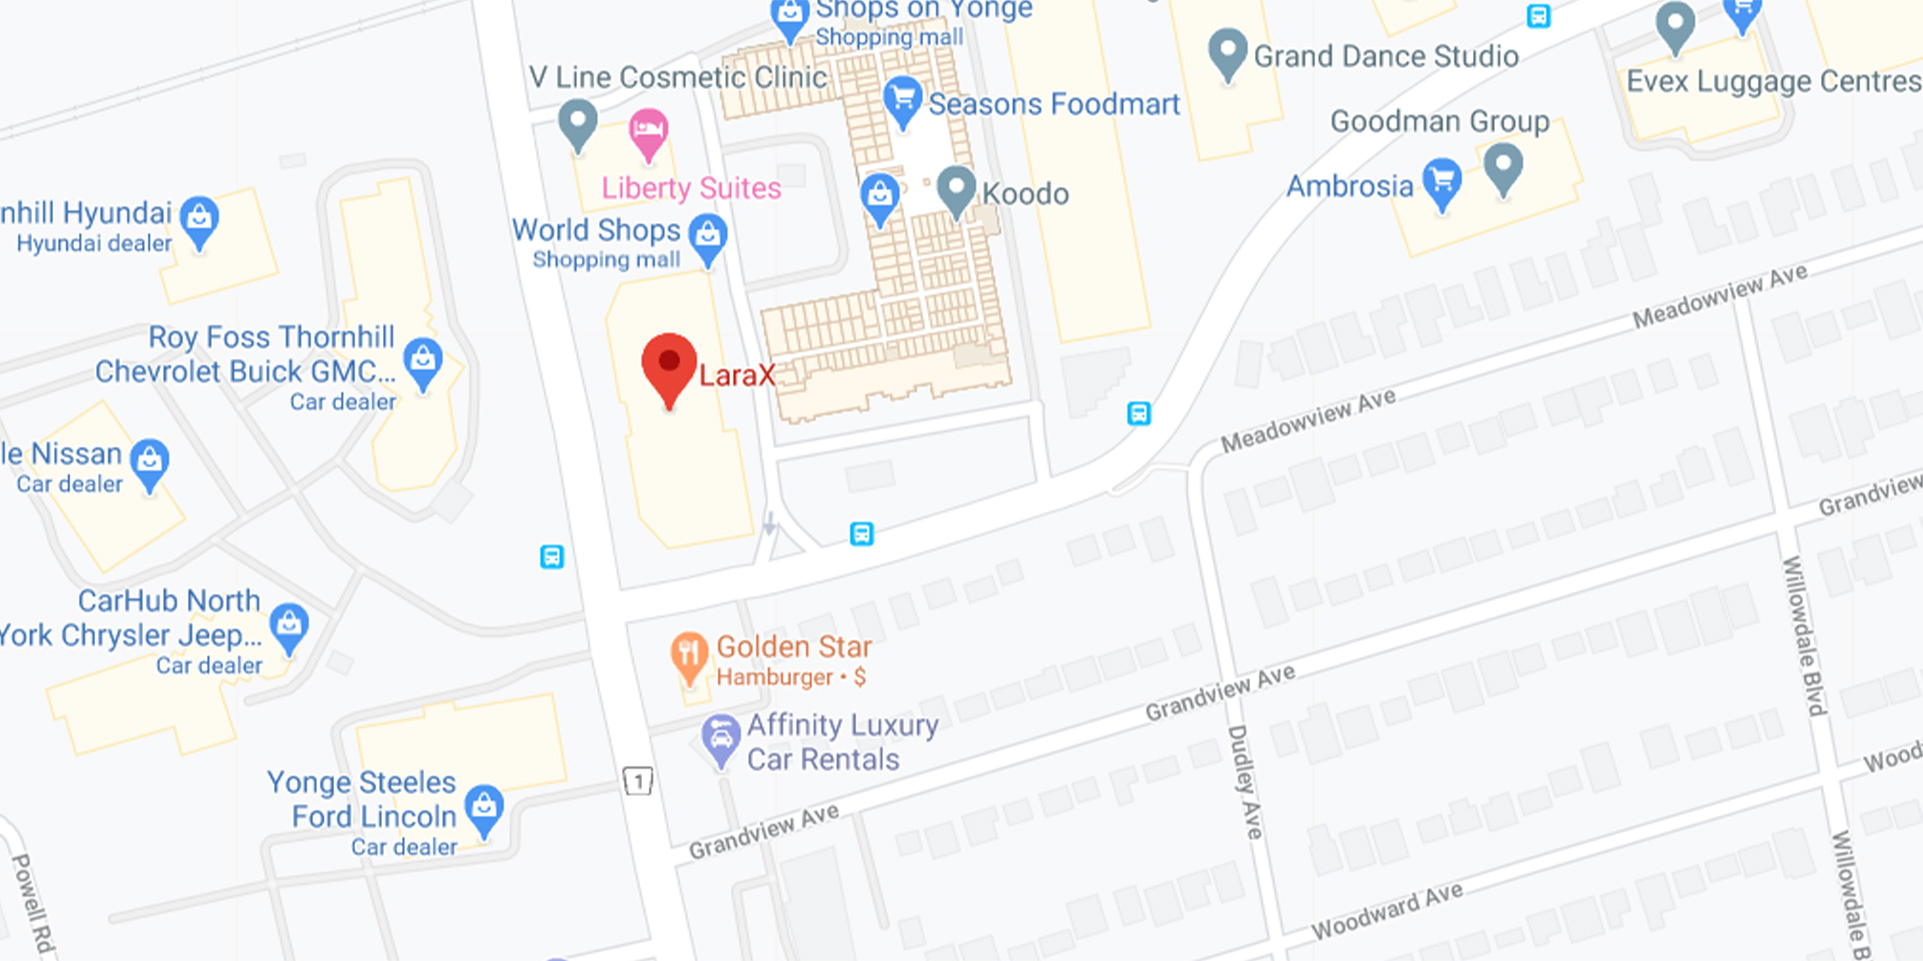 Shops on Yonge
Shopping mall
V Line Cosmetic Clinic
Grand Dance Studio
Evex Luggage Centres
Seasons Foodmart
Goodman Group
Liberty Suites
Koodo
Ambrosia
nhill Hyundai
Hyundai dealer
World Shops
Shopping mall
Meadowview Ave
Roy Foss Thornhill
Chevrolet Buick GMC...
Car dealer
LaraX
Meadowview Ave
le Nissan
Car dealer
Grandview
CarHub North
York Chrysler Jeep...
Car dealer
Willowdale Blvd
Golden Star
Hamburger • $
Grandview Ave
Affinity Luxury
Car Rentals
Dudley Ave
Wood
Yonge Steeles
Ford Lincoln
Car dealer
1
Grandview Ave
Powell Rd
Woodward Ave
Willowdale B